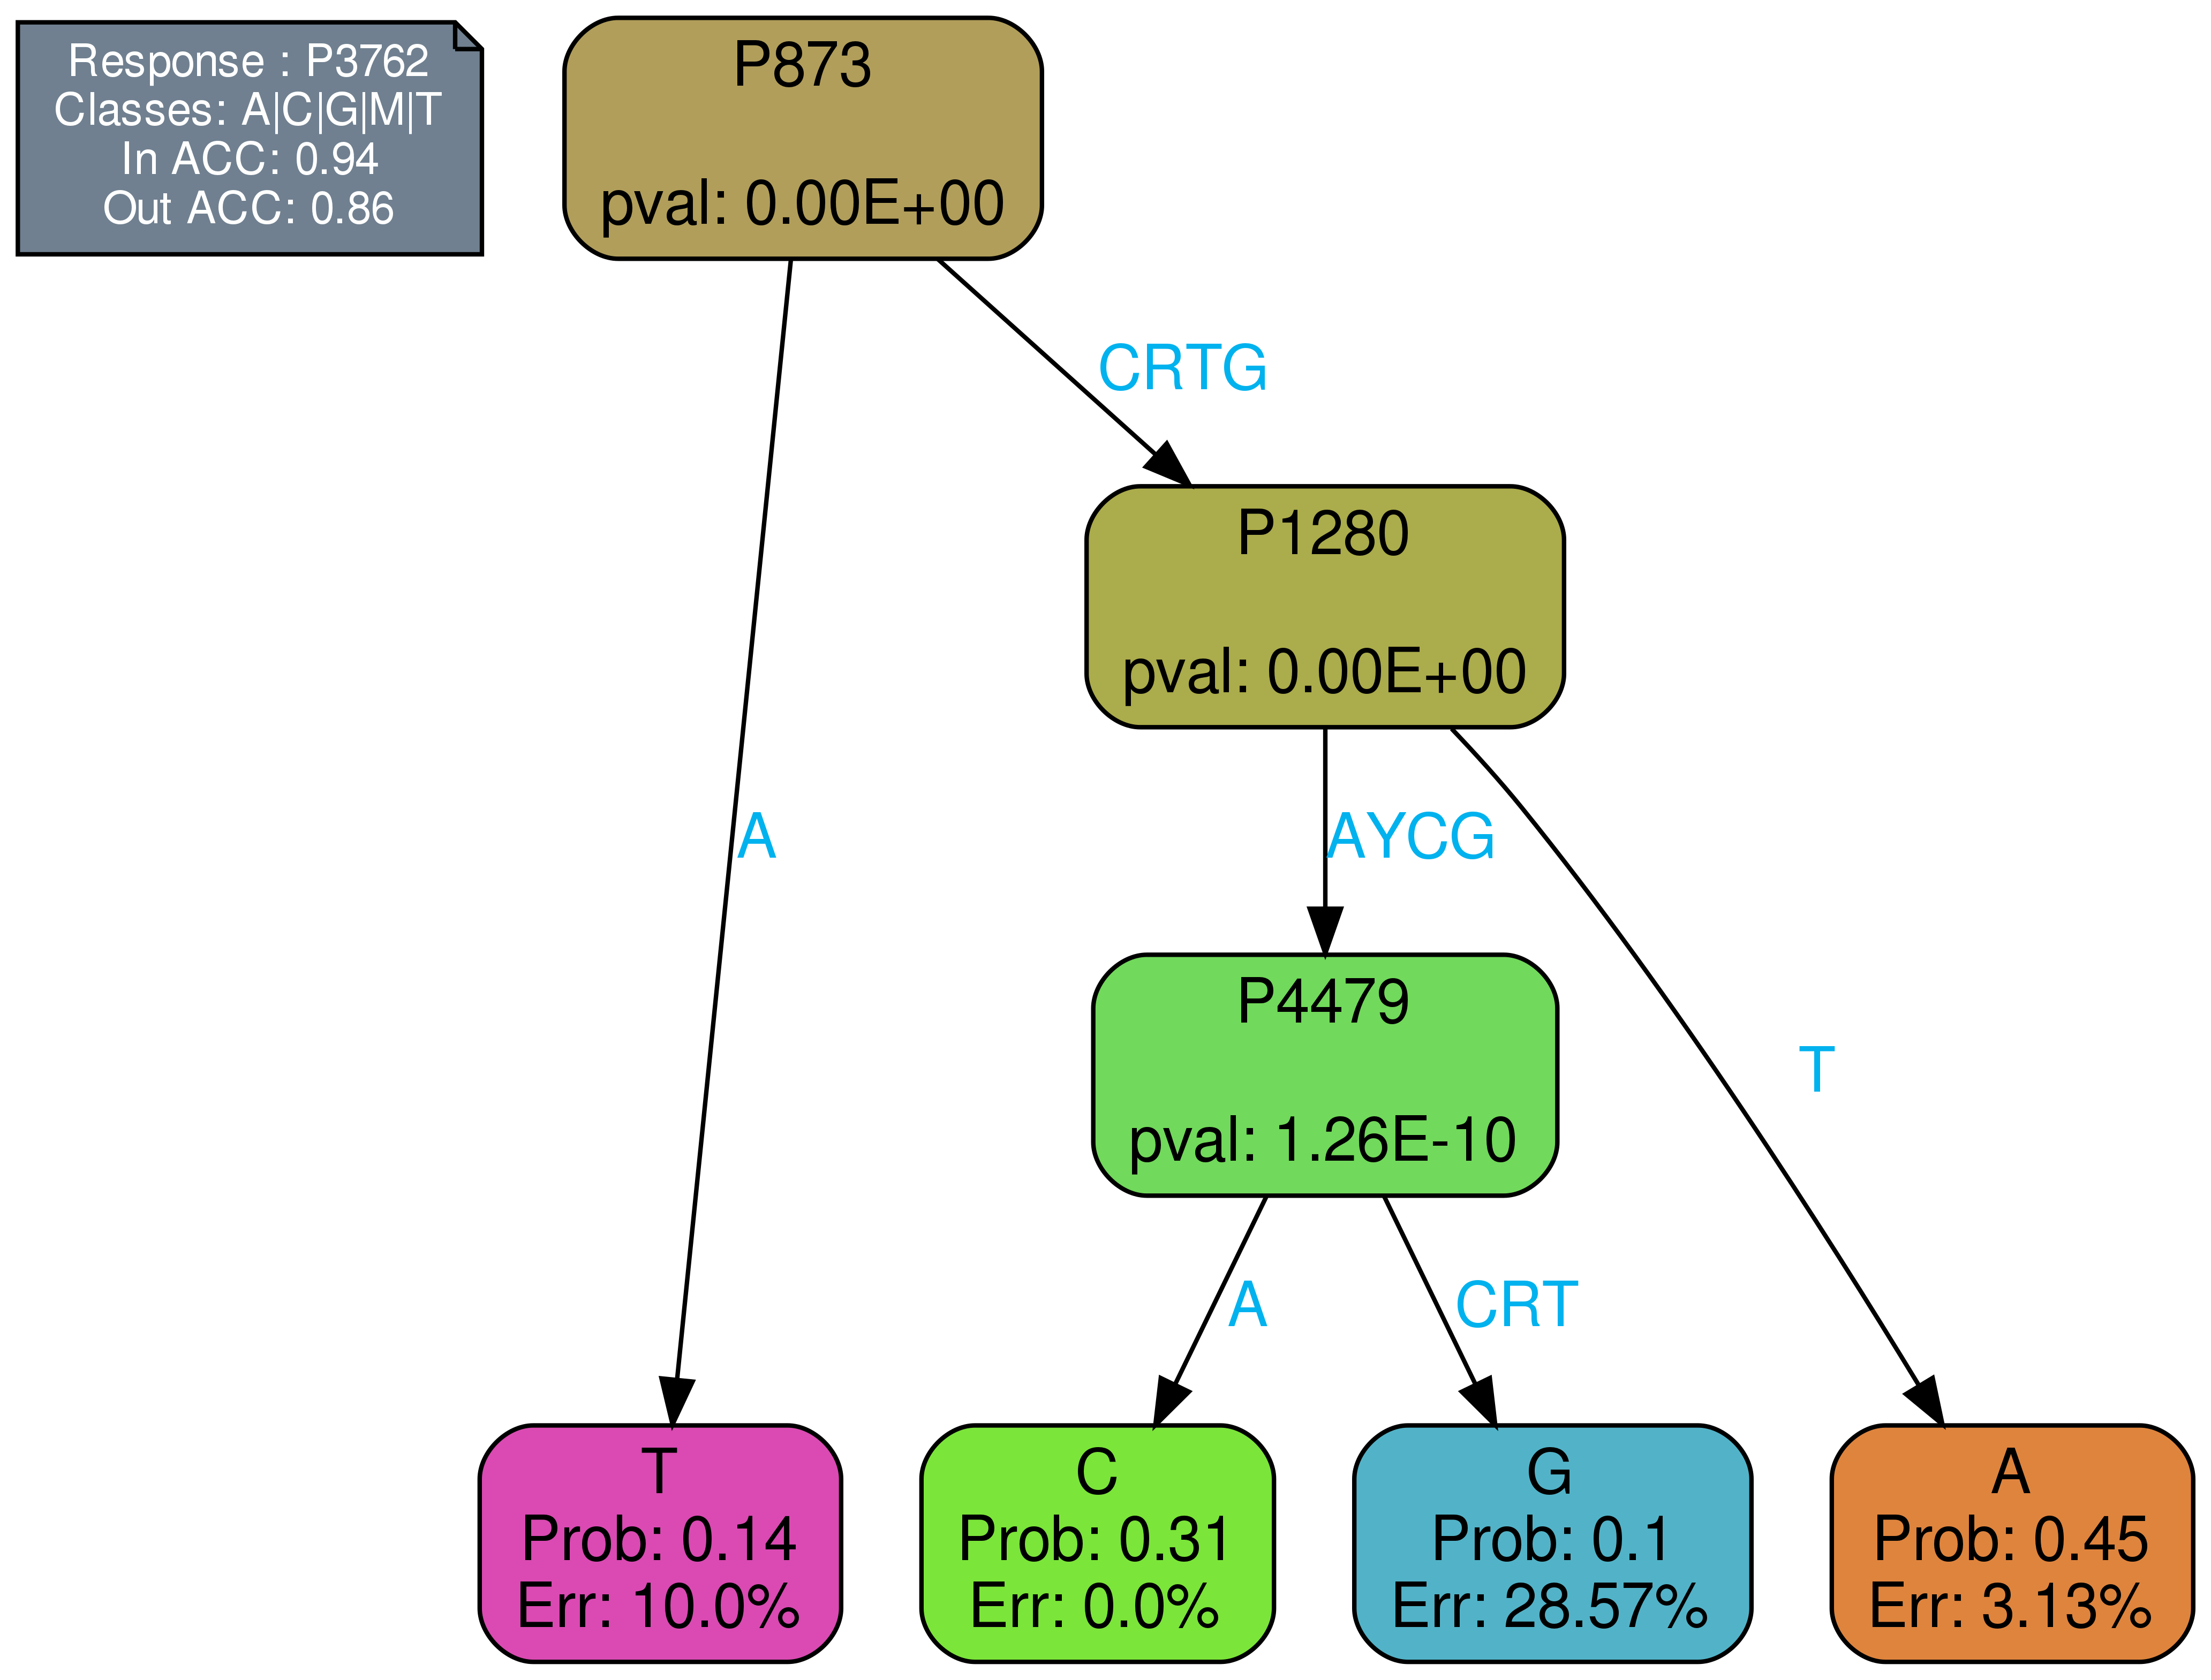 Response : P3762
Classes: A|C|G|M|T
In ACC: 0.94
Out ACC: 0.86
P873
pval: 0.00E+00
CRTG
P1280
pval: 0.00E+00
A
AYCG
P4479
pval: 1.26E-10
T
A
CRT
T
Prob: 0.14
Err: 10.0%
C
Prob: 0.31
Err: 0.0%
G
Prob: 0.1
Err: 28.57%
A
Prob: 0.45
Err: 3.13%